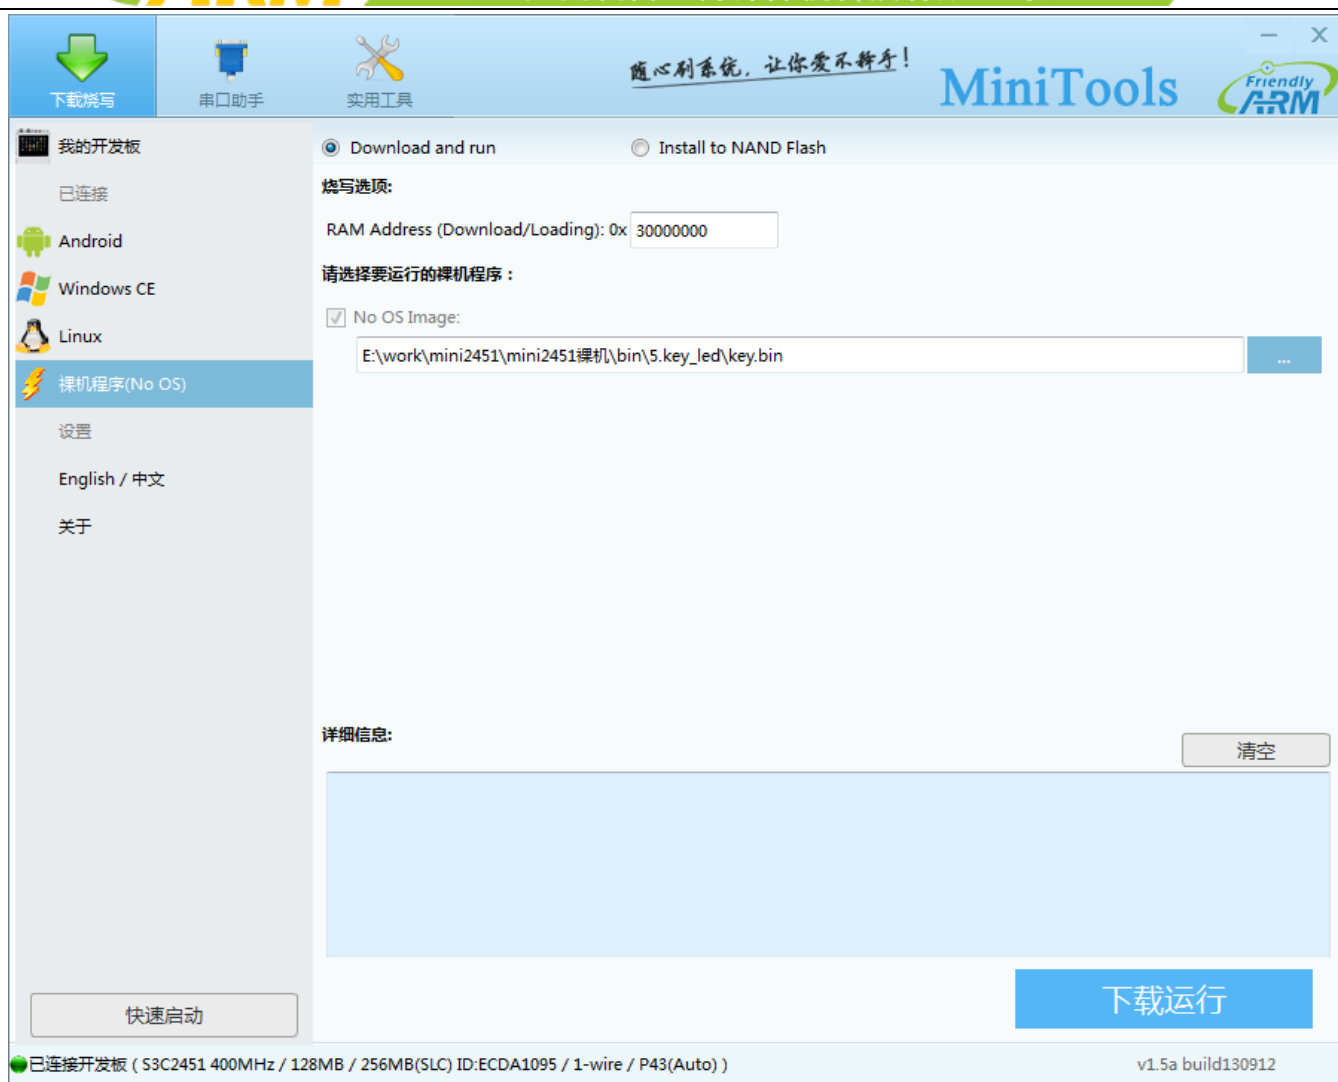 ARM
下载烧写
串口助手
实用工具
随心刷系统,让你爱不释手!
MiniTools
Friendly
ARM
我的开发板
已连接
Android
Windows CE
Linux
裸机程序(No OS)
设置
English / 中文
关于
Download and run
Install to NAND Flash
烧写选项:
RAM Address (Download/Loading): 0x 30000000
请选择要运行的裸机程序:
No OS Image:
E:\work\mini2451\mini2451裸机\bin\5.key_led\key.bin
...
详细信息:
清空
下载运行
快速启动
已连接开发板 ( S3C2451 400MHz / 128MB / 256MB(SLC) ID:ECDA1095 / 1-wire / P43(Auto) )
v1.5a build130912